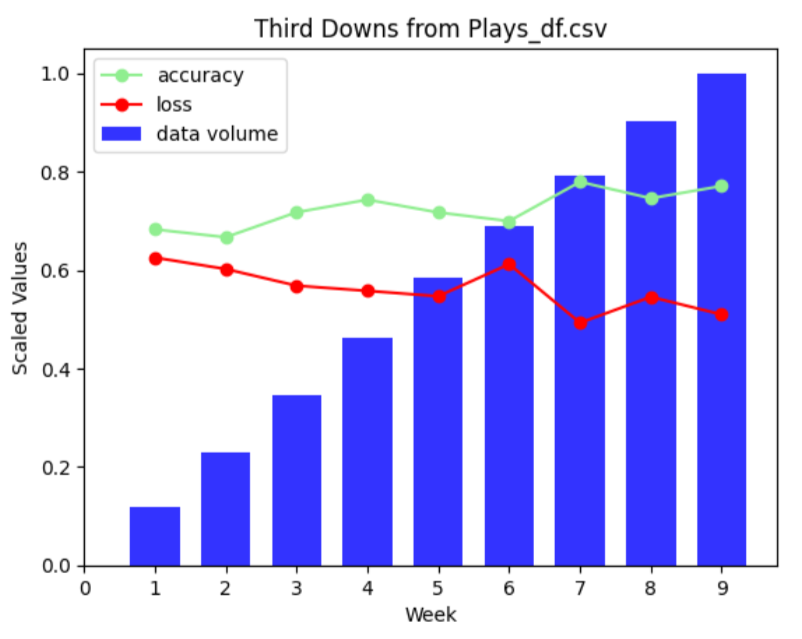 Third Downs from Plays_df.csv
accuracy
loss
data volume
1.0
0.8
0.6
0.4
0.2
0.0
Scaled Values
0 1 2 3 4 5 6 7 8 9
Week